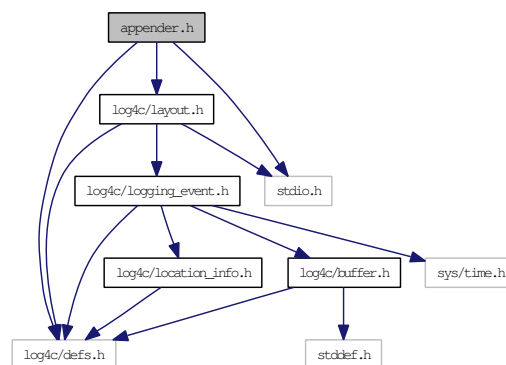 appender.h
log4c/layout.h
log4c/logging_event.h
stdio.h
log4c/location_info.h
log4c/buffer.h
sys/time.h
log4c/defs.h
stddef.h